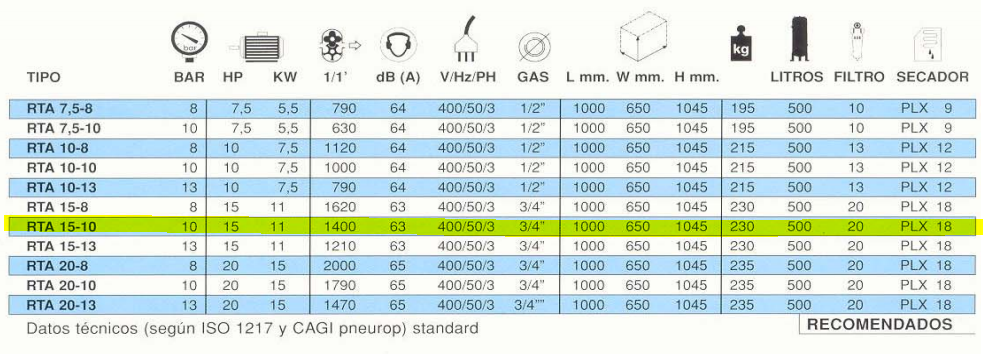 bar
kg
TIPO BAR HP KW 1/1' dB (A) V/Hz/PH GAS L mm. W mm. H mm. LITROS FILTRO SECADOR
RTA 7,5-8 8 7,5 5,5 790 64 400/50/3 1/2” 1000 650 1045 195 500 10 PLX 9
RTA 7,5-10 10 7,5 5,5 630 64 400/50/3 1/2” 1000 650 1045 195 500 10 PLX 9
RTA 10-8 8 10 7,5 1120 64 400/50/3 1/2” 1000 650 1045 215 500 13 PLX 12
RTA 10-10 10 10 7,5 1000 64 400/50/3 1/2” 1000 650 1045 215 500 13 PLX 12
RTA 10-13 13 10 7,5 790 64 400/50/3 1/2” 1000 650 1045 215 500 13 PLX 12
RTA 15-8 8 15 11 1620 63 400/50/3 3/4” 1000 650 1045 230 500 20 PLX 18
RTA 15-10 10 15 11 1400 63 400/50/3 3/4” 1000 650 1045 230 500 20 PLX 18
RTA 15-13 13 15 11 1210 63 400/50/3 3/4” 1000 650 1045 230 500 20 PLX 18
RTA 20-8 8 20 15 2000 65 400/50/3 3/4” 1000 650 1045 235 500 20 PLX 18
RTA 20-10 10 20 15 1790 65 400/50/3 3/4” 1000 650 1045 235 500 20 PLX 18
RTA 20-13 13 20 15 1470 65 400/50/3 3/4”” 1000 650 1045 235 500 20 PLX 18
Datos técnicos (según ISO 1217 y CAGI pneurop) standard
RECOMENDADOS